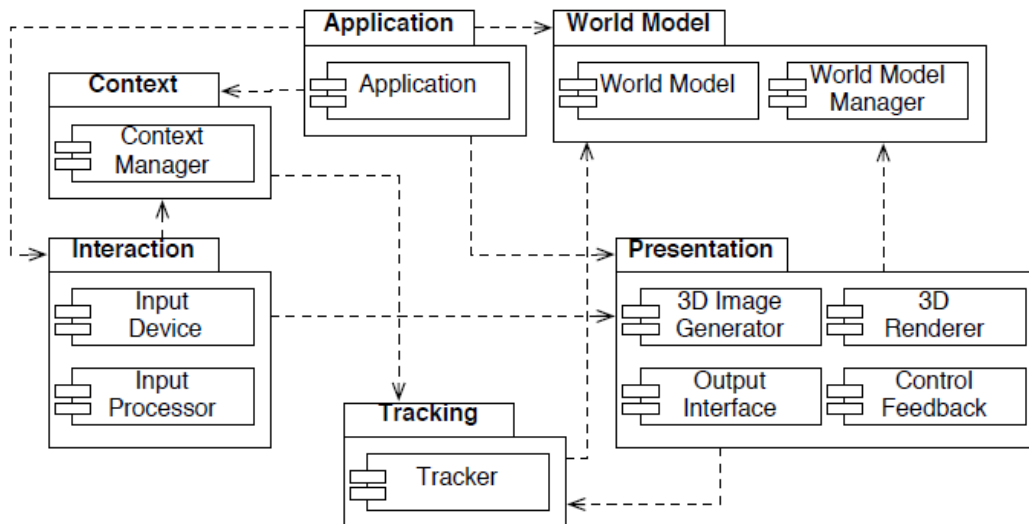 Application
Application
World Model
World Model
World Model
Manager
Context
Context
Manager
Interaction
Input
Device
Input
Processor
Presentation
3D Image
Generator
3D
Renderer
Output
Interface
Control
Feedback
Tracking
Tracker